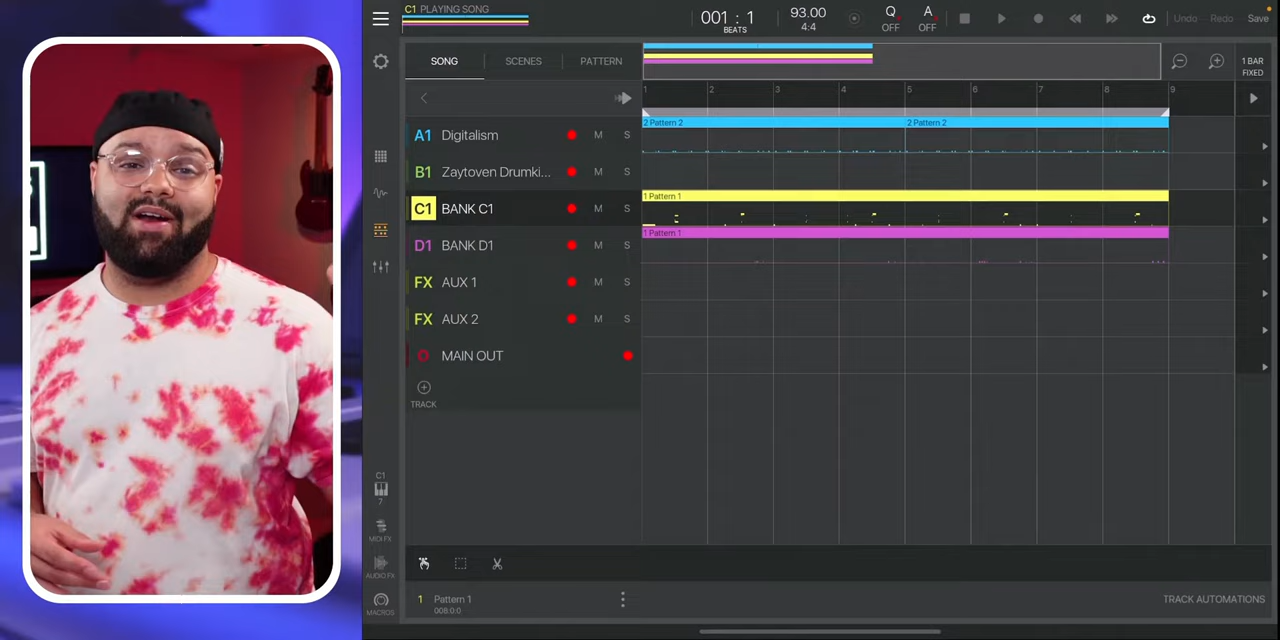 C1 PLAYING SONG
001 : 1
BEATS
93.00
4:4
Q
OFF
A
OFF
Undo
Redo
Save
SONG
SCENES
PATTERN
1 BAR
FIXED
1 2 3 4 5 6 7 8 9
A1 Digitalism M S
2 Pattern 2
2 Pattern 2
B1 Zaytoven Drumki... M S
C1 BANK C1 M S
1 Pattern 1
D1 BANK D1 M S
1 Pattern 1
FX AUX 1 M S
FX AUX 2 M S
O MAIN OUT
TRACK
C1
7
MIDI FX
AUDIO FX
MACROS
1 Pattern 1
008:0.0
TRACK AUTOMATIONS